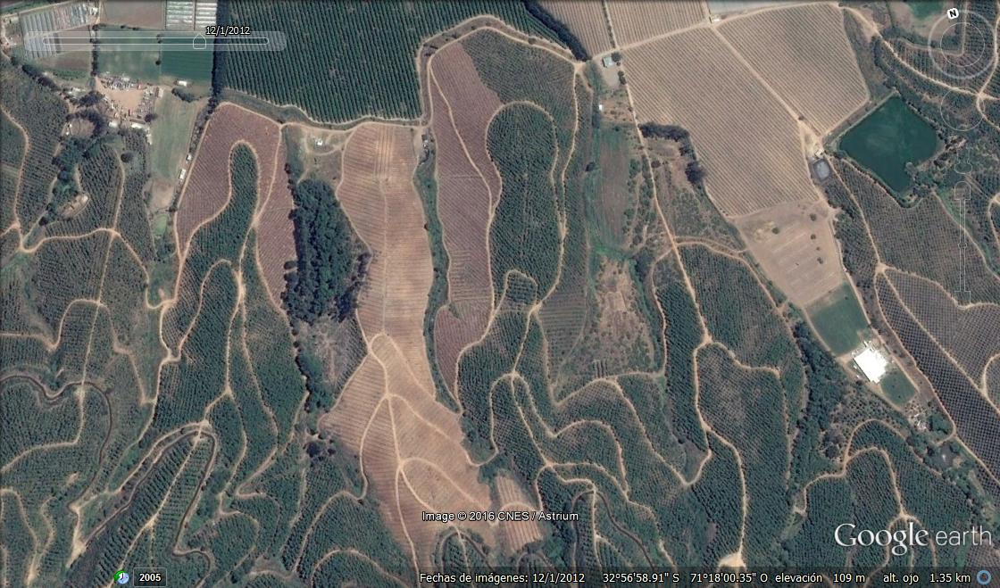 12/1/2012
N
Image © 2016 CNES / Astrium
Google earth
2005
Fechas de imágenes: 12/1/2012 32°56'58.91" S 71°18'00.35" O elevación 109 m alt. ojo 1.35 km